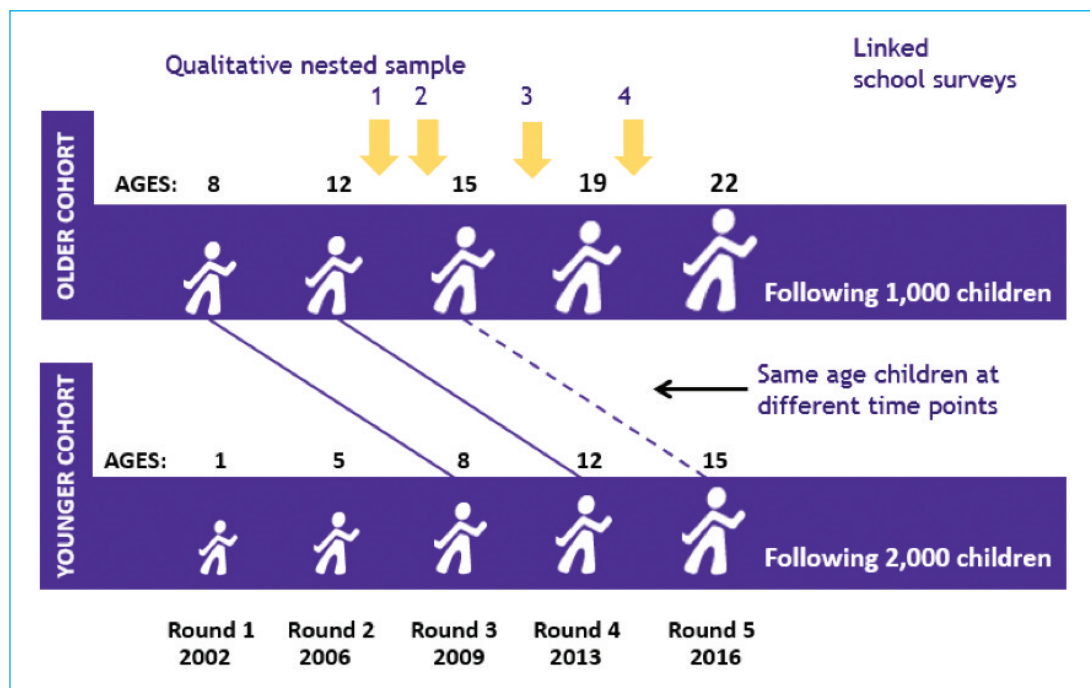 Qualitative nested sample
Linked
school surveys
1 2 3 4
OLDER COHORT
AGES: 8 12 15 19 22
Following 1,000 children
Same age children at
different time points
YOUNGER COHORT
AGES: 1 5 8 12 15
Following 2,000 children
Round 1 Round 2 Round 3 Round 4 Round 5
2002 2006 2009 2013 2016